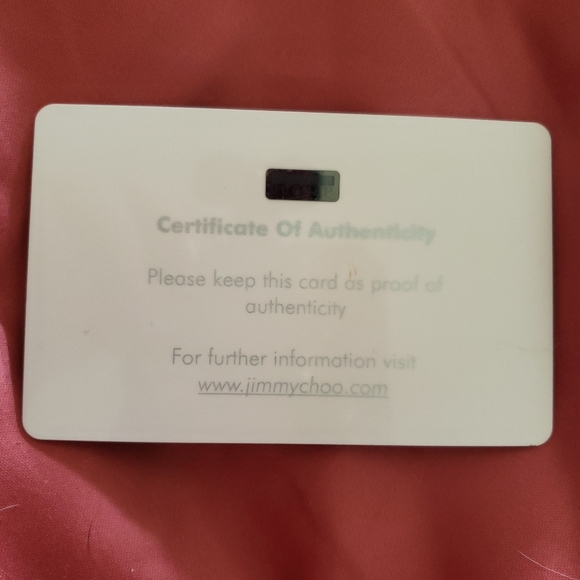 Certificate Of Authenticity
Please keep this card as proof of
authenticity
For further information visit
www.jimmychoo.com